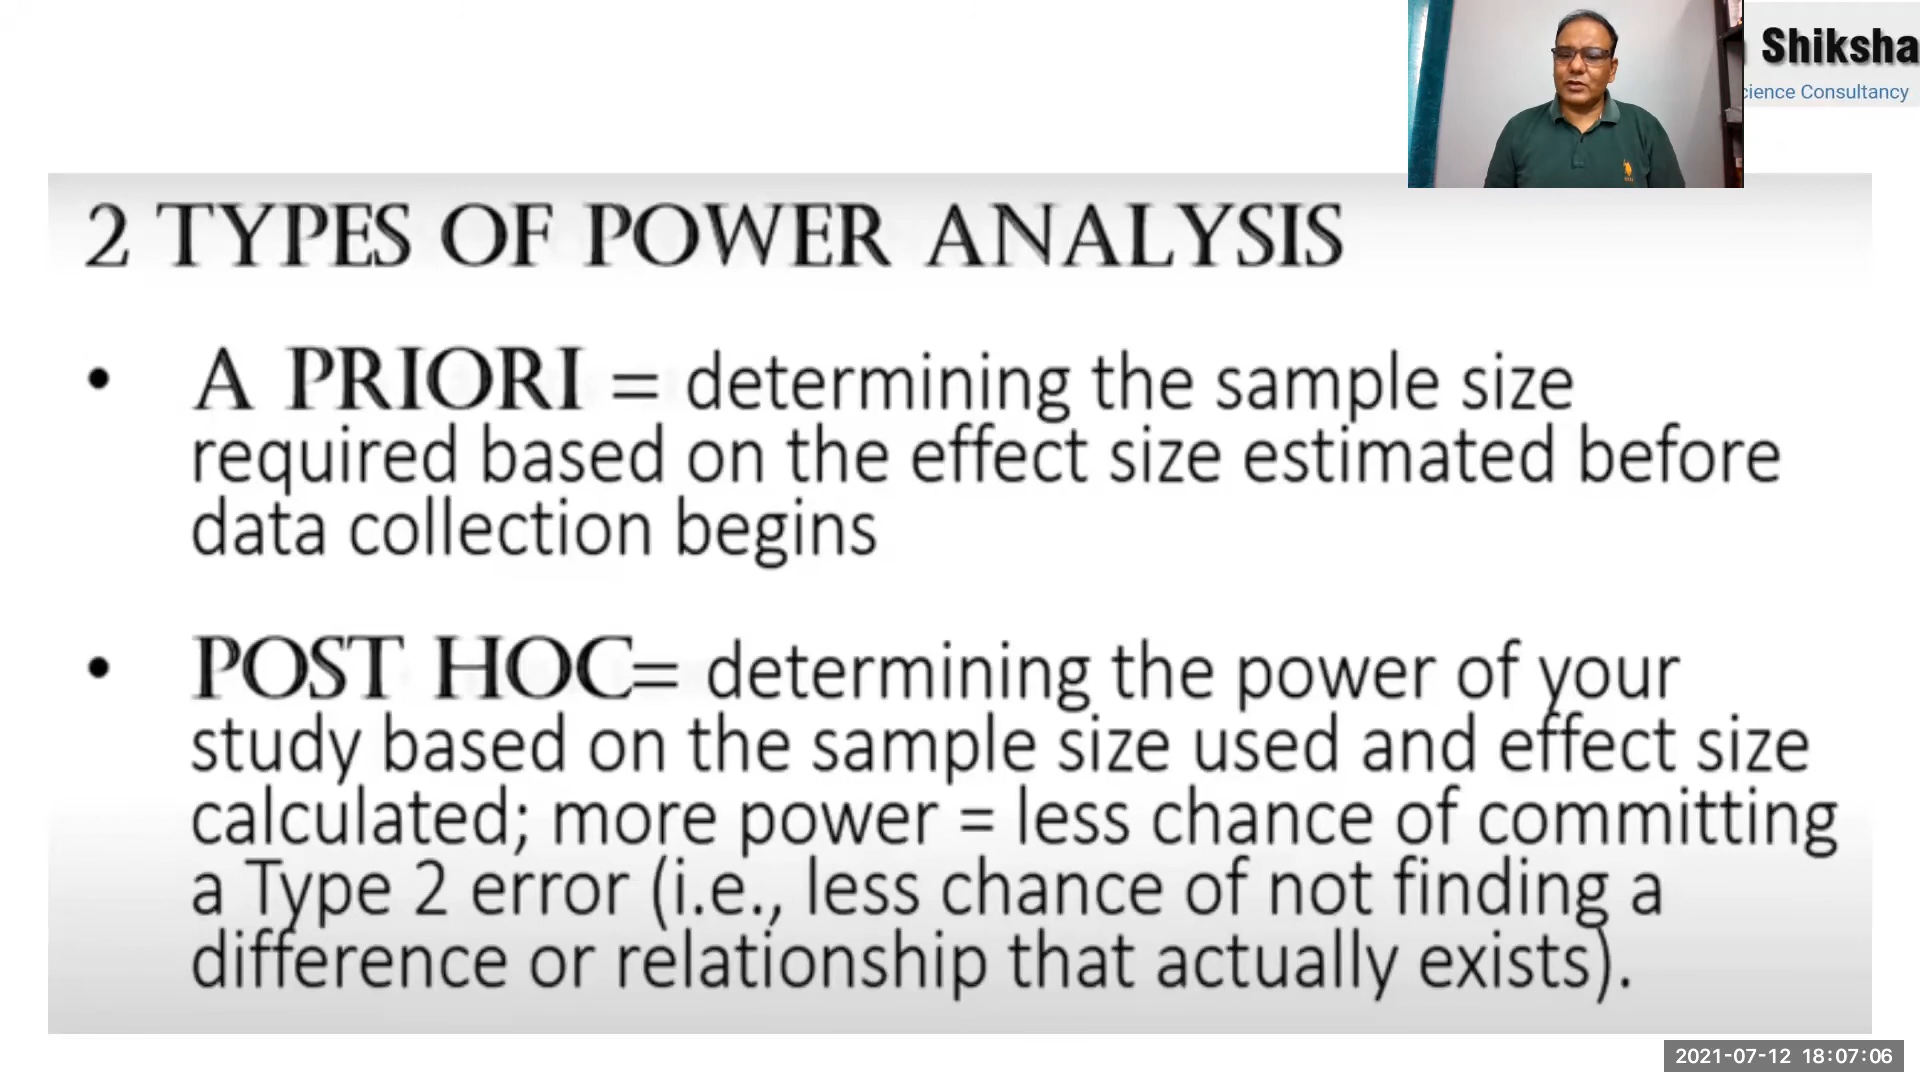 Shiksha
cience Consultancy
2 TYPES OF POWER ANALYSIS
• A PRIORI = determining the sample size
required based on the effect size estimated before
data collection begins
• POST HOC= determining the power of your
study based on the sample size used and effect size
calculated; more power = less chance of committing
a Type 2 error (i.e., less chance of not finding a
difference or relationship that actually exists).
2021-07-12 18:07:06